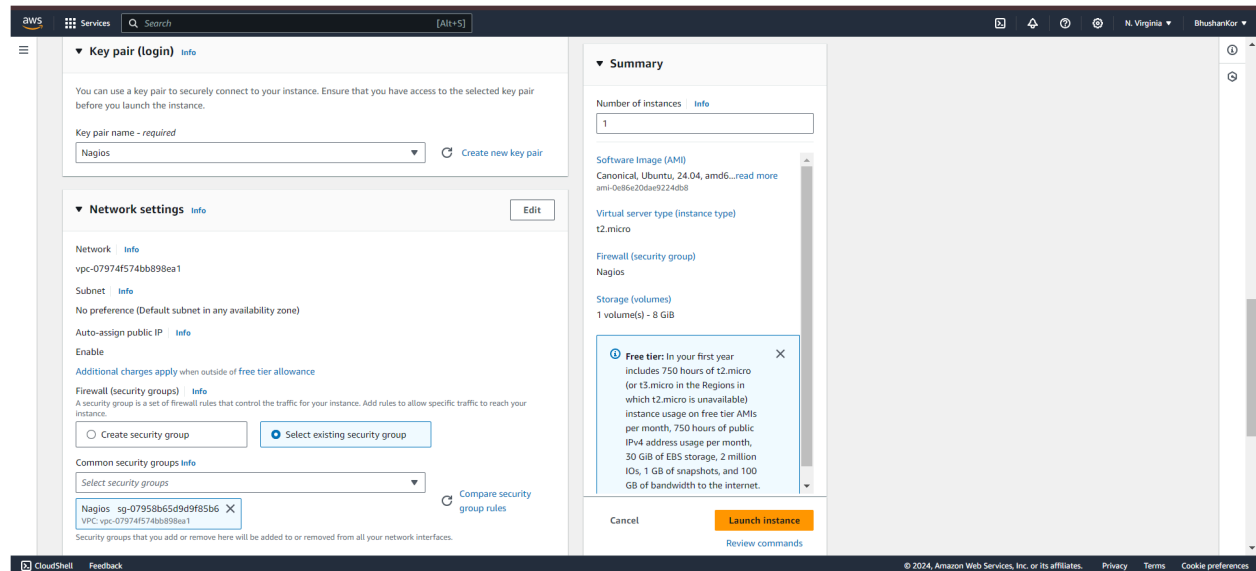 aws
Services
Search
[Alt+S]
N. Virginia
BhushanKor
Key pair (login) Info
You can use a key pair to securely connect to your instance. Ensure that you have access to the selected key pair
before you launch the instance.
Key pair name - required
Nagios
Create new key pair
Network settings Info
Edit
Network Info
vpc-07974f574bb898ea1
Subnet Info
No preference (Default subnet in any availability zone)
Auto-assign public IP Info
Enable
Additional charges apply when outside of free tier allowance
Firewall (security groups) Info
A security group is a set of firewall rules that control the traffic for your instance. Add rules to allow specific traffic to reach your
instance.
Create security group
Select existing security group
Common security groups Info
Select security groups
Nagios sg-07958b65d9d9f85b6
VPC: vpc-07974f574bb898ea1
Compare security
group rules
Security groups that you add or remove here will be added to or removed from all your network interfaces.
Summary
Number of instances Info
1
Software Image (AMI)
Canonical, Ubuntu, 24.04, amd6...read more
ami-0e86e20dae9224db8
Virtual server type (instance type)
t2.micro
Firewall (security group)
Nagios
Storage (volumes)
1 volume(s) - 8 GiB
Free tier: In your first year
includes 750 hours of t2.micro
(or t3.micro in the Regions in
which t2.micro is unavailable)
instance usage on free tier AMIs
per month, 750 hours of public
IPv4 address usage per month,
30 GiB of EBS storage, 2 million
IOs, 1 GB of snapshots, and 100
GB of bandwidth to the internet.
Cancel
Launch instance
Review commands
CloudShell
Feedback
© 2024, Amazon Web Services, Inc. or its affiliates.
Privacy
Terms
Cookie preferences